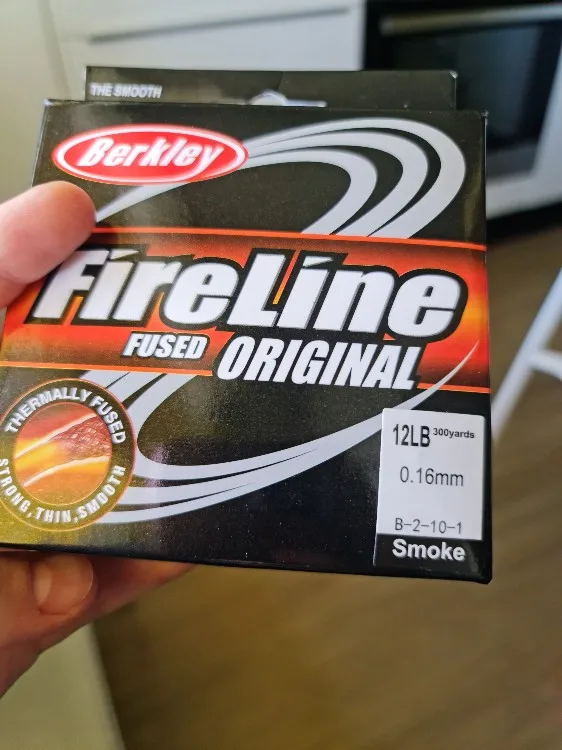 THE SMOOTH
Berkley
FireLine
FUSED ORIGINAL
THERMALLY FUSED
STRONG, THIN, SMOOTH
12LB 300yards
0.16mm
B-2-10-1
Smoke